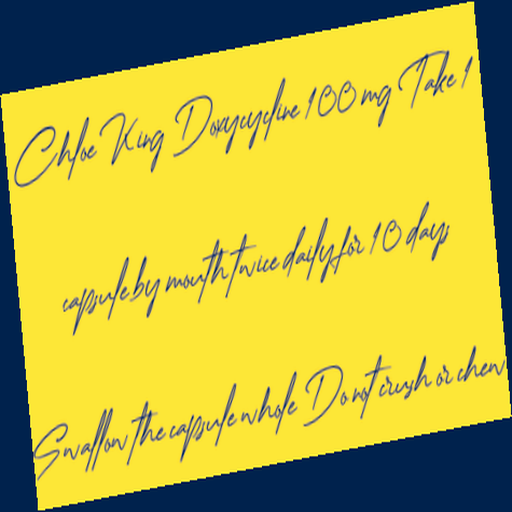 Chloe King Doxycycline 100 mg Take 1
capsule by mouth twice daily for 10 days
Swallow the capsule whole Do not crush or chew